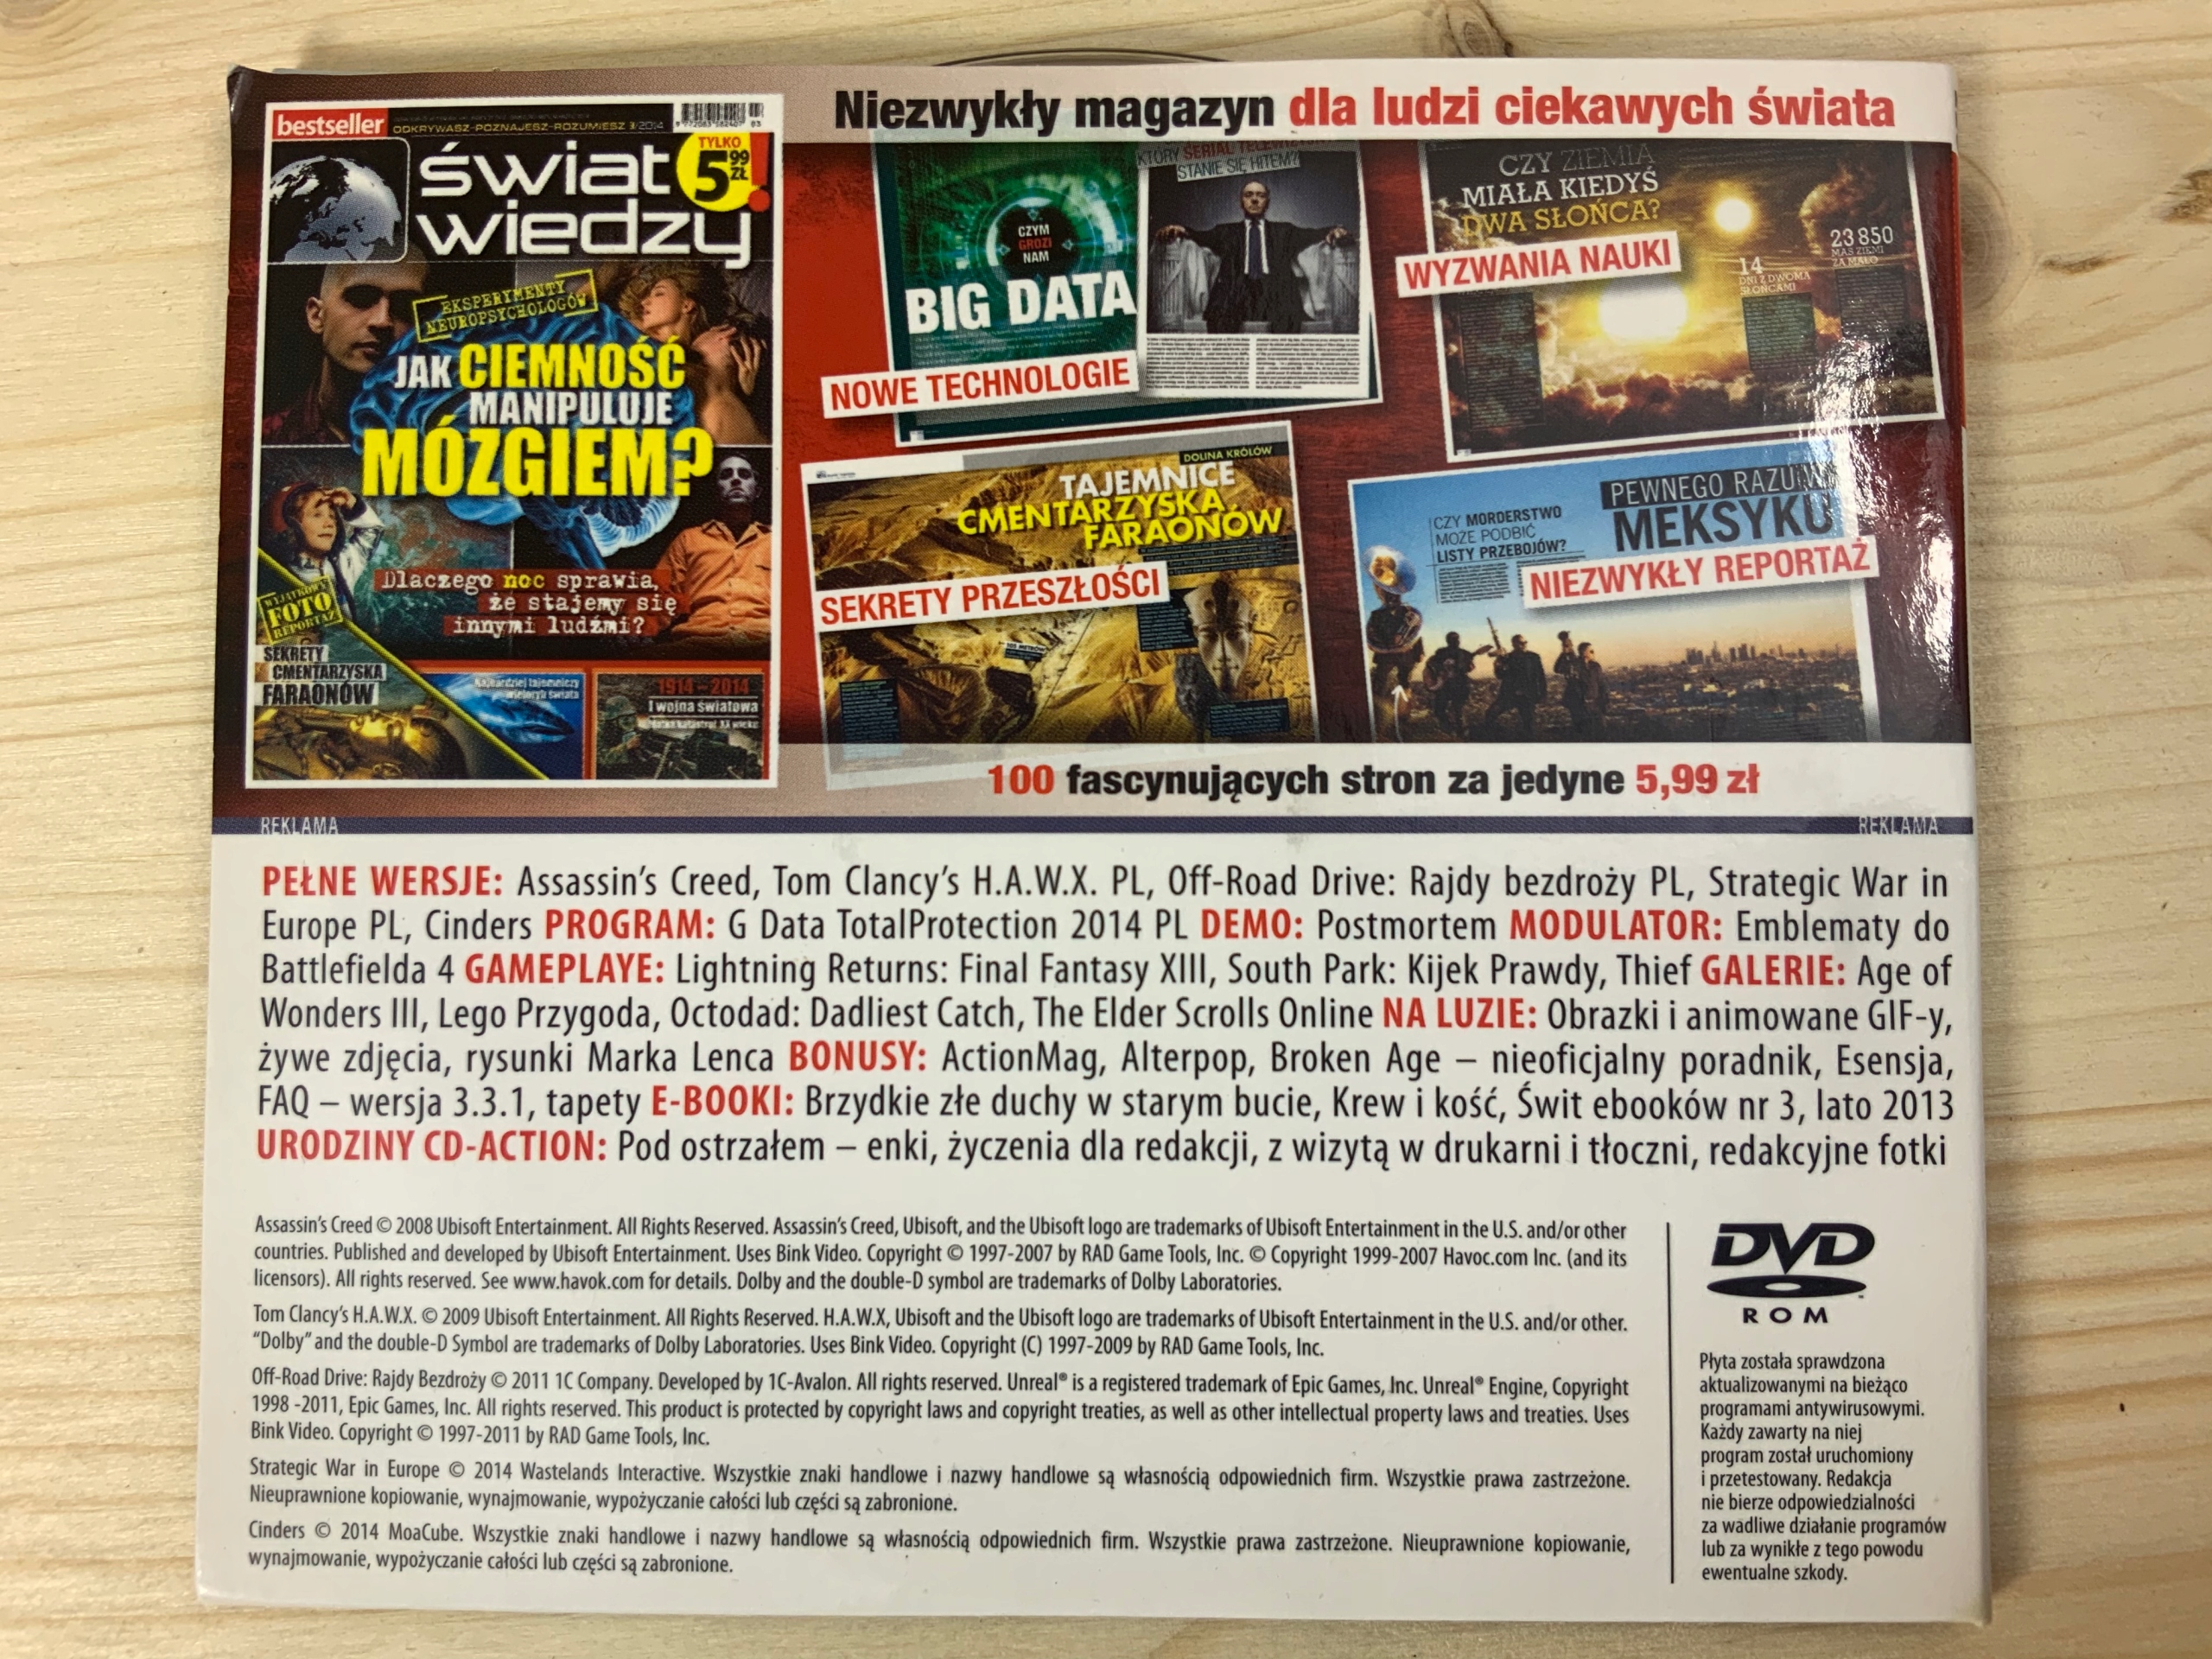 Niezwykły magazyn dla ludzi ciekawych świata
bestseller
ODKRYWASZ-POZNAJESZ-ROZUMIESZ 3/2014
świat
wiedzy
TYLKO
5 99 ZŁ !
EKSPERYMENTY
NEUROPSYCHOLOGÓW
JAK CIEMNOŚĆ
MANIPULUJE
MÓZGIEM?
Dlaczego noc sprawia,
że stajemy się
innymi ludźmi?
WYJĄTKOWY
FOTO
REPORTAŻ
SEKRETY
CMENTARZYSKA
FARAONÓW
Najbardziej tajemniczy
wieloryb świata
1914-2014
I wojna światowa
KTÓRY SERIAL
STANIE SIĘ HITEM?
CZYM
GROZI
NAM
BIG DATA
NOWE TECHNOLOGIE
CZY ZIEMIA
MIAŁA KIEDYŚ
DWA SŁOŃCA?
WYZWANIA NAUKI
23 850
MAS ZIEMI
ZA MAŁO
14
DNI Z DWOMA
SŁOŃCAMI
DOLINA KRÓLÓW
TAJEMNICE
CMENTARZYSKA
FARAONÓW
SEKRETY PRZESZŁOŚCI
PEWNEGO RAZU W
MEKSYKU
CZY MORDERSTWO
MOŻE PODBIĆ
LISTY PRZEBOJÓW?
NIEZWYKŁY REPORTAŻ
100 fascynujących stron za jedyne 5,99 zł
REKLAMA REKLAMA
PEŁNE WERSJE: Assassin's Creed, Tom Clancy's H.A.W.X. PL, Off-Road Drive: Rajdy bezdroży PL, Strategic War in
Europe PL, Cinders PROGRAM: G Data TotalProtection 2014 PL DEMO: Postmortem MODULATOR: Emblematy do
Battlefielda 4 GAMEPLAYE: Lightning Returns: Final Fantasy XIII, South Park: Kijek Prawdy, Thief GALERIE: Age of
Wonders III, Lego Przygoda, Octodad: Dadliest Catch, The Elder Scrolls Online NA LUZIE: Obrazki i animowane GIF-y,
żywe zdjęcia, rysunki Marka Lenca BONUSY: ActionMag, Alterpop, Broken Age – nieoficjalny poradnik, Esensja,
FAQ – wersja 3.3.1, tapety E-BOOKI: Brzydkie złe duchy w starym bucie, Krew i kość, Świt ebooków nr 3, lato 2013
URODZINY CD-ACTION: Pod ostrzałem – enki, życzenia dla redakcji, z wizytą w drukarni i tłoczni, redakcyjne fotki
Assassin's Creed © 2008 Ubisoft Entertainment. All Rights Reserved. Assassin's Creed, Ubisoft, and the Ubisoft logo are trademarks of Ubisoft Entertainment in the U.S. and/or other
countries. Published and developed by Ubisoft Entertainment. Uses Bink Video. Copyright © 1997-2007 by RAD Game Tools, Inc. © Copyright 1999-2007 Havoc.com Inc. (and its
licensors). All rights reserved. See www.havok.com for details. Dolby and the double-D symbol are trademarks of Dolby Laboratories.
Tom Clancy's H.A.W.X. © 2009 Ubisoft Entertainment. All Rights Reserved. H.A.W.X, Ubisoft and the Ubisoft logo are trademarks of Ubisoft Entertainment in the U.S. and/or other.
"Dolby" and the double-D Symbol are trademarks of Dolby Laboratories. Uses Bink Video. Copyright (C) 1997-2009 by RAD Game Tools, Inc.
Off-Road Drive: Rajdy Bezdroży © 2011 1C Company. Developed by 1C-Avalon. All rights reserved. Unreal® is a registered trademark of Epic Games, Inc. Unreal® Engine, Copyright
1998 -2011, Epic Games, Inc. All rights reserved. This product is protected by copyright laws and copyright treaties, as well as other intellectual property laws and treaties. Uses
Bink Video. Copyright © 1997-2011 by RAD Game Tools, Inc.
Strategic War in Europe © 2014 Wastelands Interactive. Wszystkie znaki handlowe i nazwy handlowe są własnością odpowiednich firm. Wszystkie prawa zastrzeżone.
Nieuprawnione kopiowanie, wynajmowanie, wypożyczanie całości lub części są zabronione.
Cinders © 2014 MoaCube. Wszystkie znaki handlowe i nazwy handlowe są własnością odpowiednich firm. Wszystkie prawa zastrzeżone. Nieuprawnione kopiowanie,
wynajmowanie, wypożyczanie całości lub części są zabronione.
DVD
ROM
Płyta została sprawdzona
aktualizowanymi na bieżąco
programami antywirusowymi.
Każdy zawarty na niej
program został uruchomiony
i przetestowany. Redakcja
nie bierze odpowiedzialności
za wadliwe działanie programów
lub za wynikłe z tego powodu
ewentualne szkody.